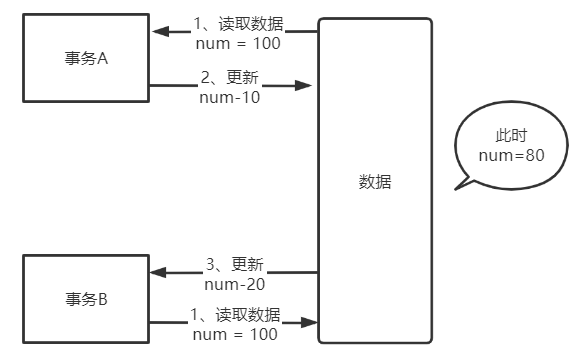 1、读取数据
num = 100
事务A
2、更新
num-10
此时
num=80
数据
3、更新
num-20
事务B
1、读取数据
num = 100